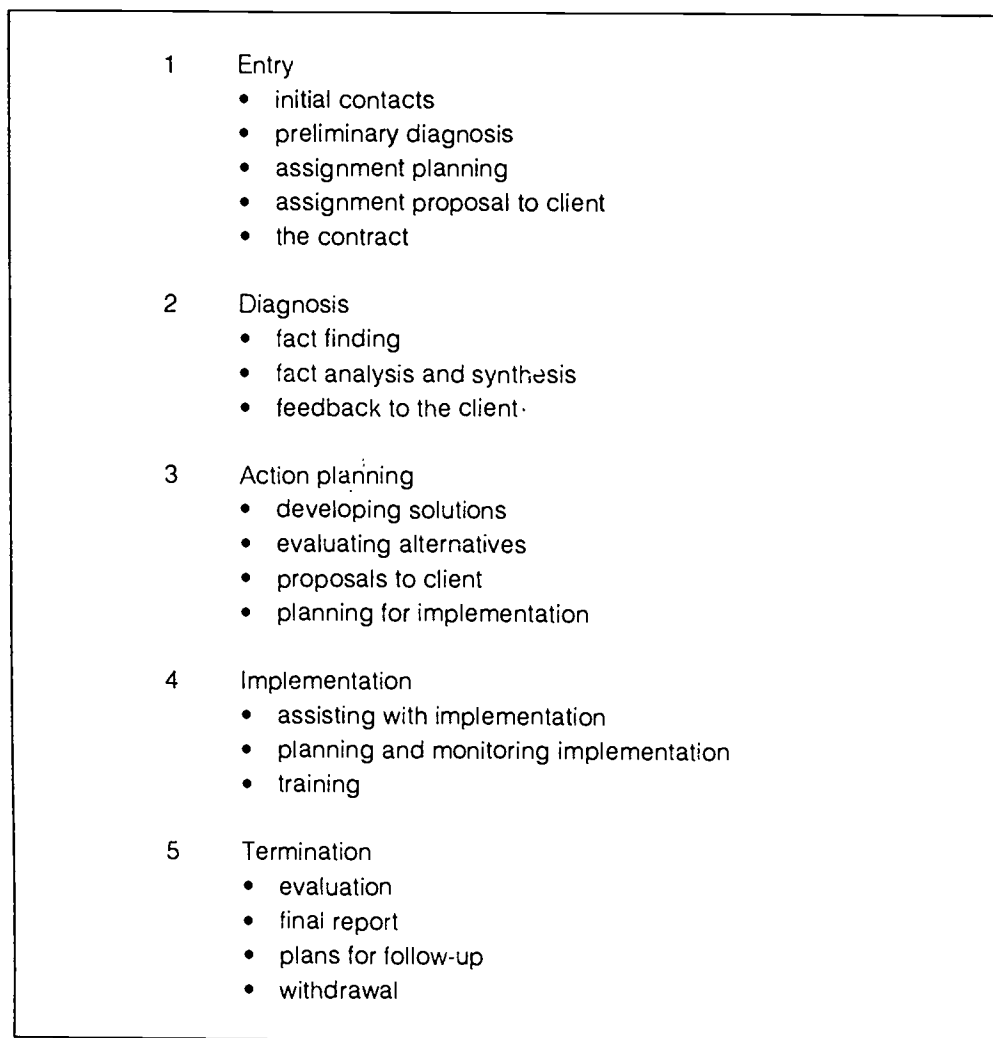 1 Entry
• initial contacts
• preliminary diagnosis
• assignment planning
• assignment proposal to client
• the contract
2 Diagnosis
• fact finding
• fact analysis and synthesis
• feedback to the client
3 Action planning
• developing solutions
• evaluating alternatives
• proposals to client
• planning for implementation
4 Implementation
• assisting with implementation
• planning and monitoring implementation
• training
5 Termination
• evaluation
• final report
• plans for follow-up
• withdrawal